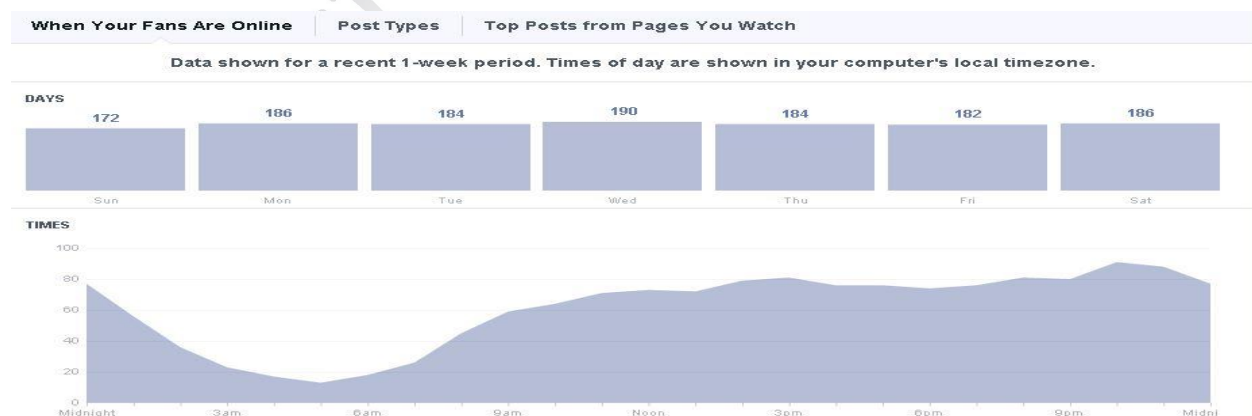 When Your Fans Are Online Post Types Top Posts from Pages You Watch
Data shown for a recent 1-week period. Times of day are shown in your computer's local timezone.
DAYS
172 186 184 190 184 182 186
Sun Mon Tue Wed Thu Fri Sat
TIMES
100
80
60
40
20
0
Midnight 3am 6am 9am Noon 3pm 6pm 9pm Midni